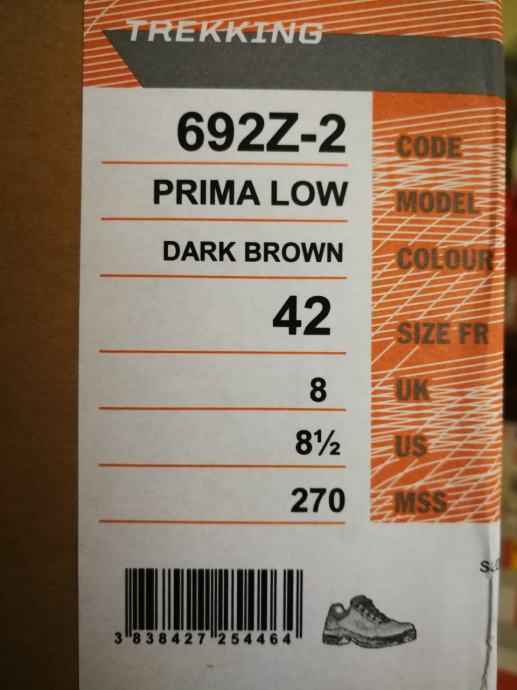 TREKKING
692Z-2 CODE
PRIMA LOW MODEL
DARK BROWN COLOUR
42 SIZE FR
8 UK
8½ US
270 MSS
3 838427 254464